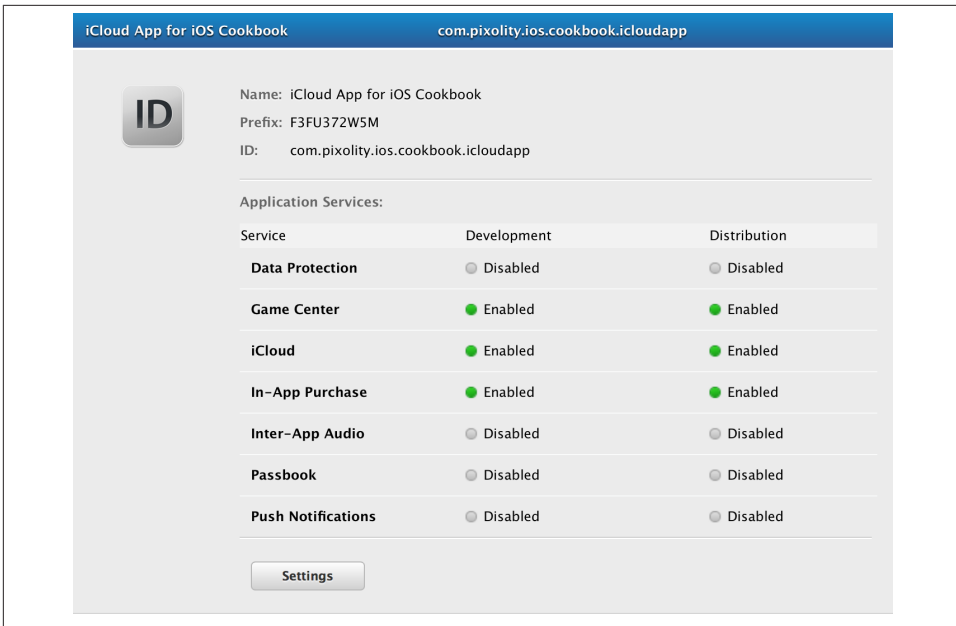 iCloud App for iOS Cookbook com.pixolity.ios.cookbook.icloudapp
ID
Name: iCloud App for iOS Cookbook
Prefix: F3FU372W5M
ID: com.pixolity.ios.cookbook.icloudapp
Application Services:
Service Development Distribution
Data Protection Disabled Disabled
Game Center Enabled Enabled
iCloud Enabled Enabled
In-App Purchase Enabled Enabled
Inter-App Audio Disabled Disabled
Passbook Disabled Disabled
Push Notifications Disabled Disabled
Settings